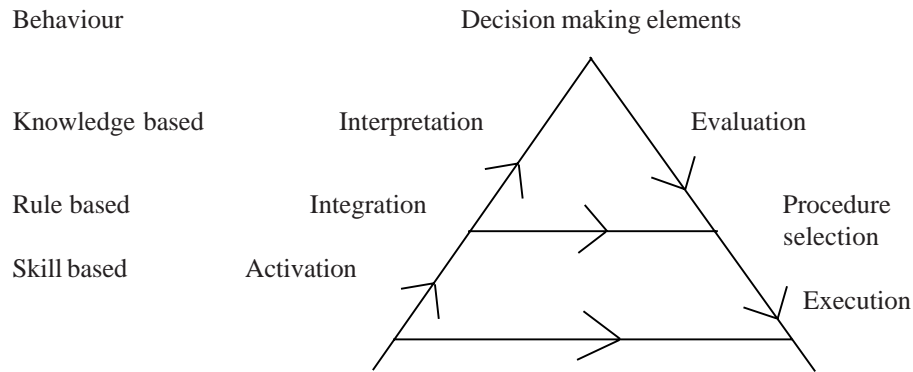 Behaviour Decision making elements
Knowledge based Interpretation Evaluation
Rule based Integration Procedure
selection
Skill based Activation
Execution